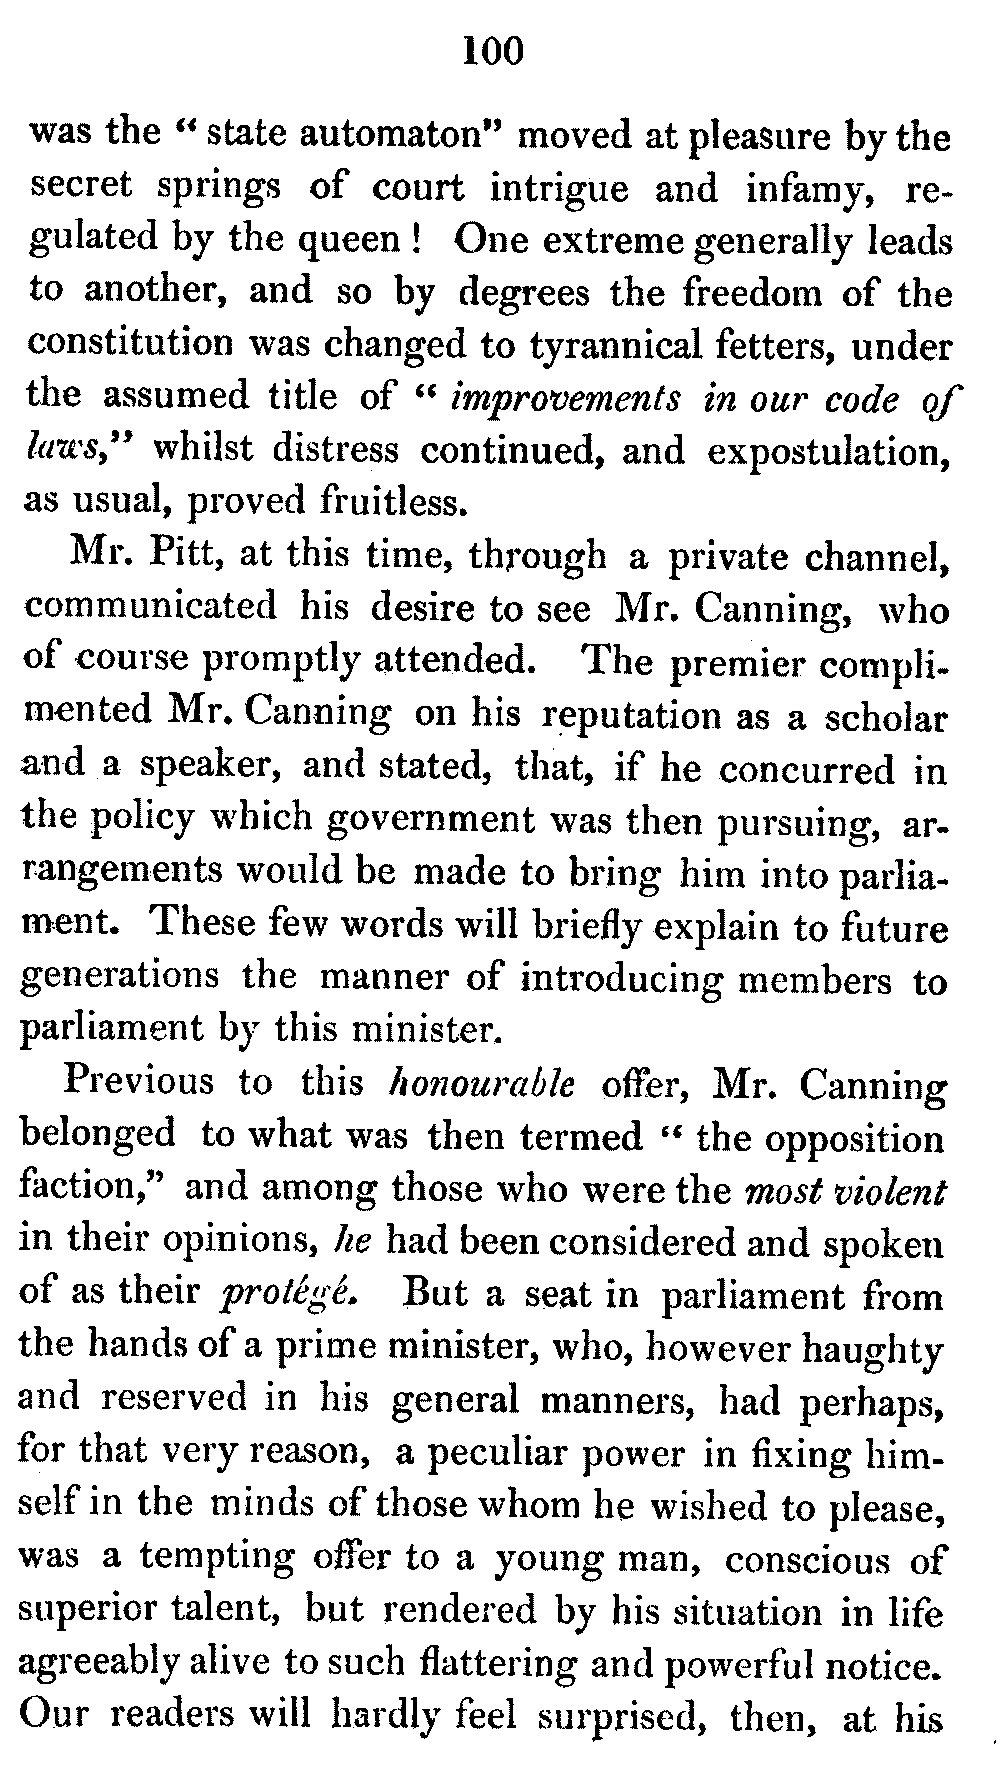 100
was the “ state automaton” moved at pleasure by the
secret springs of court intrigue and infamy, re-
gulated by the queen ! One extreme generally leads
to another, and so by degrees the freedom of the
constitution was changed to tyrannical fetters, under
the assumed title of “ improvements in our code of
laws,” whilst distress continued, and expostulation,
as usual, proved fruitless.
Mr. Pitt, at this time, through a private channel,
communicated his desire to see Mr. Canning, who
of course promptly attended. The premier compli-
mented Mr. Canning on his reputation as a scholar
and a speaker, and stated, that, if he concurred in
the policy which government was then pursuing, ar-
rangements would be made to bring him into parlia-
ment. These few words will briefly explain to future
generations the manner of introducing members to
parliament by this minister.
Previous to this honourable offer, Mr. Canning
belonged to what was then termed “ the opposition
faction,” and among those who were the most violent
in their opinions, he had been considered and spoken
of as their protégé. But a seat in parliament from
the hands of a prime minister, who, however haughty
and reserved in his general manners, had perhaps,
for that very reason, a peculiar power in fixing him-
self in the minds of those whom he wished to please,
was a tempting offer to a young man, conscious of
superior talent, but rendered by his situation in life
agreeably alive to such flattering and powerful notice.
Our readers will hardly feel surprised, then, at his